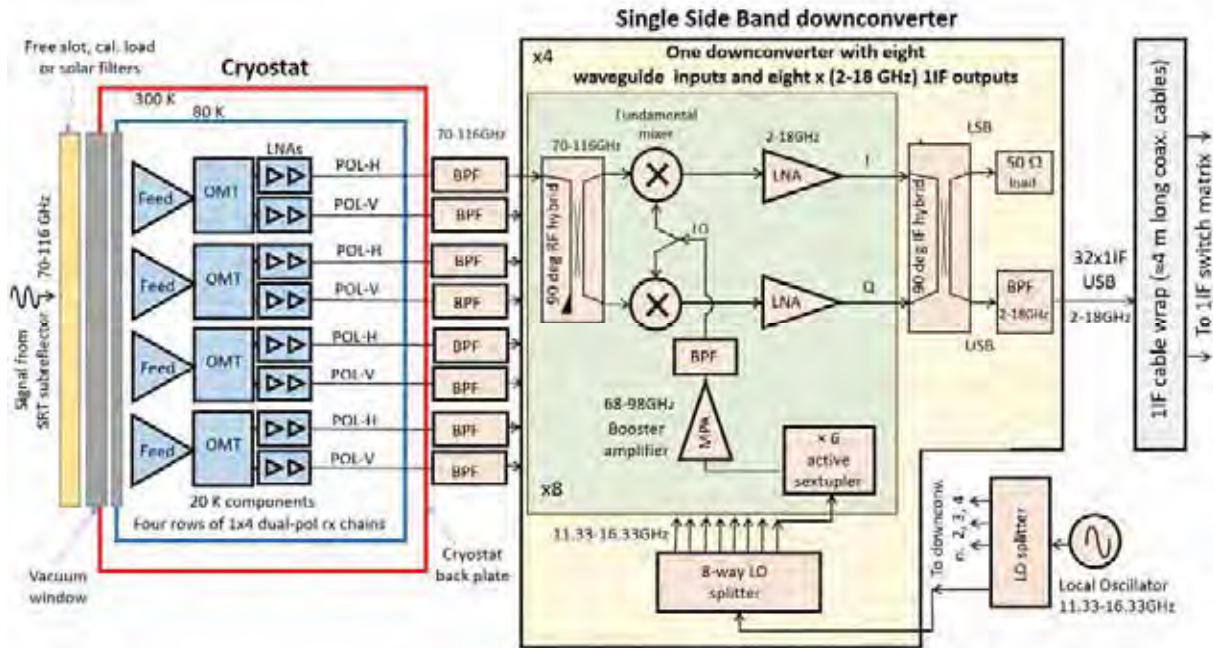 Single Side Band downconverter
Free slot, cal. load
or solar filters
Cryostat
300 K
80 K
x4
One downconverter with eight
waveguide inputs and eight x (2-18 GHz) 1IF outputs
LNAs
70-116GHz
Fundamental
mixer
70-116GHz
2-18GHz
LSB
Feed
OMT
POL-H
BPF
POL-V
BPF
Feed
OMT
POL-H
BPF
POL-V
BPF
Feed
OMT
POL-H
BPF
POL-V
BPF
Feed
OMT
POL-H
BPF
POL-V
BPF
90 deg RF hybrid
LO
LNA
I
LNA
Q
90 deg IF hybrid
50 Ω
load
BPF
2-18GHz
USB
32x1IF
USB
2-18GHz
1IF cable wrap (≈4 m long coax. cables)
To 1IF switch matrix
Signal from
SRT subreflector
70-116 GHz
BPF
68-98GHz
Booster
amplifier
MPA
× 6
active
sextupler
x8
20 K components
Four rows of 1x4 dual-pol rx chains
11.33-16.33GHz
Cryostat
back plate
Vacuum
window
8-way LO
splitter
To downconv.
n. 2, 3, 4
LO splitter
Local Oscillator
11.33-16.33GHz